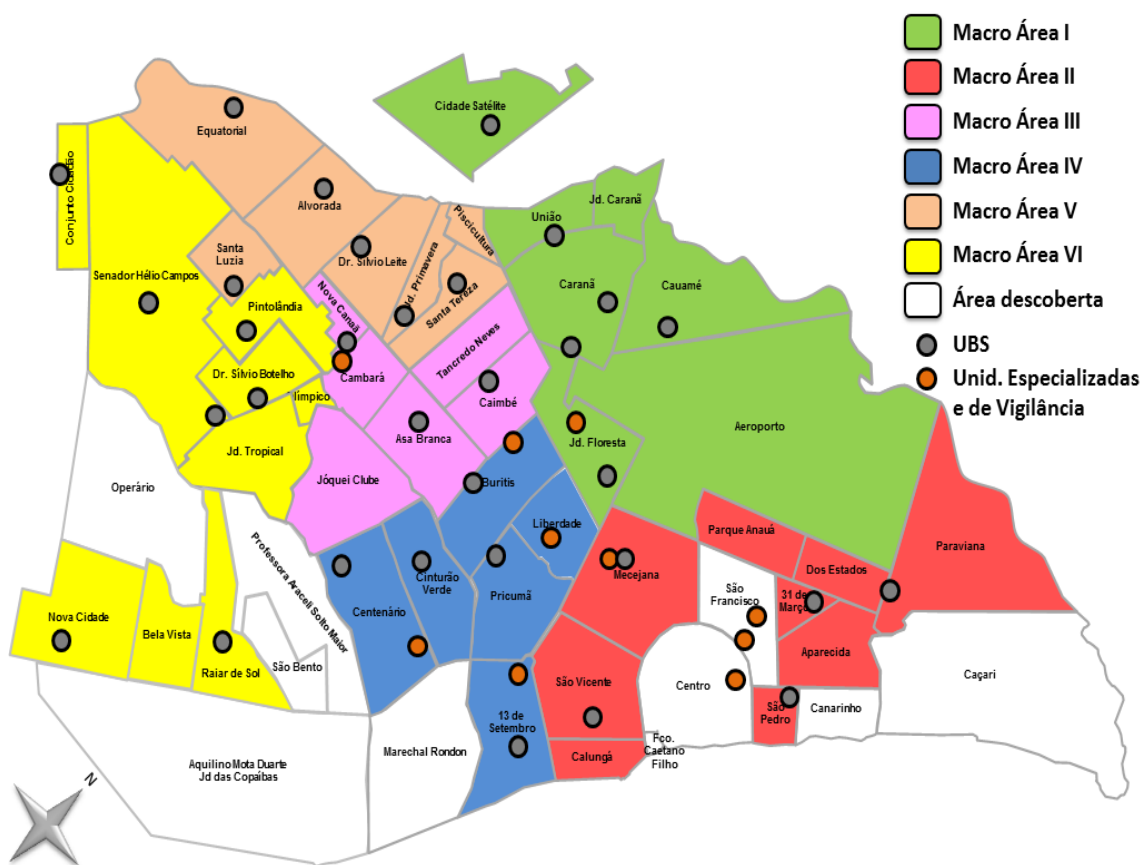 Macro Área I
Macro Área II
Macro Área III
Macro Área IV
Macro Área V
Macro Área VI
Área descoberta
UBS
Unid. Especializadas
e de Vigilância
Cidade Satélite
Equatorial
Conjunto Cidadão
Alvorada
Jd. Caranã
União
Piscicultura
Santa
Luzia
Dr. Silvio Leite
Jd. Primavera
Senador Hélio Campos
Caranã
Cauamé
Santa Tereza
Pintolândia
Nova Canaã
Tancredo Neves
Dr. Sílvio Botelho
Cambará
Caimbé
Olímpico
Asa Branca
Aeroporto
Jd. Floresta
Jd. Tropical
Jóquei Clube
Buritis
Operário
Professora Araceli Solto Maior
Liberdade
Parque Anauá
Paraviana
Cinturão
Verde
Mecejana
Dos Estados
Pricumã
São
Francisco
31 de
Março
Centenário
Nova Cidade
Bela Vista
Raiar de Sol
São Bento
Aparecida
Caçari
São Vicente
Centro
13 de
Setembro
São
Pedro
Canarinho
Marechal Rondon
Fco.
Caetano
Filho
Calungá
Aquilino Mota Duarte
Jd das Copaíbas
N